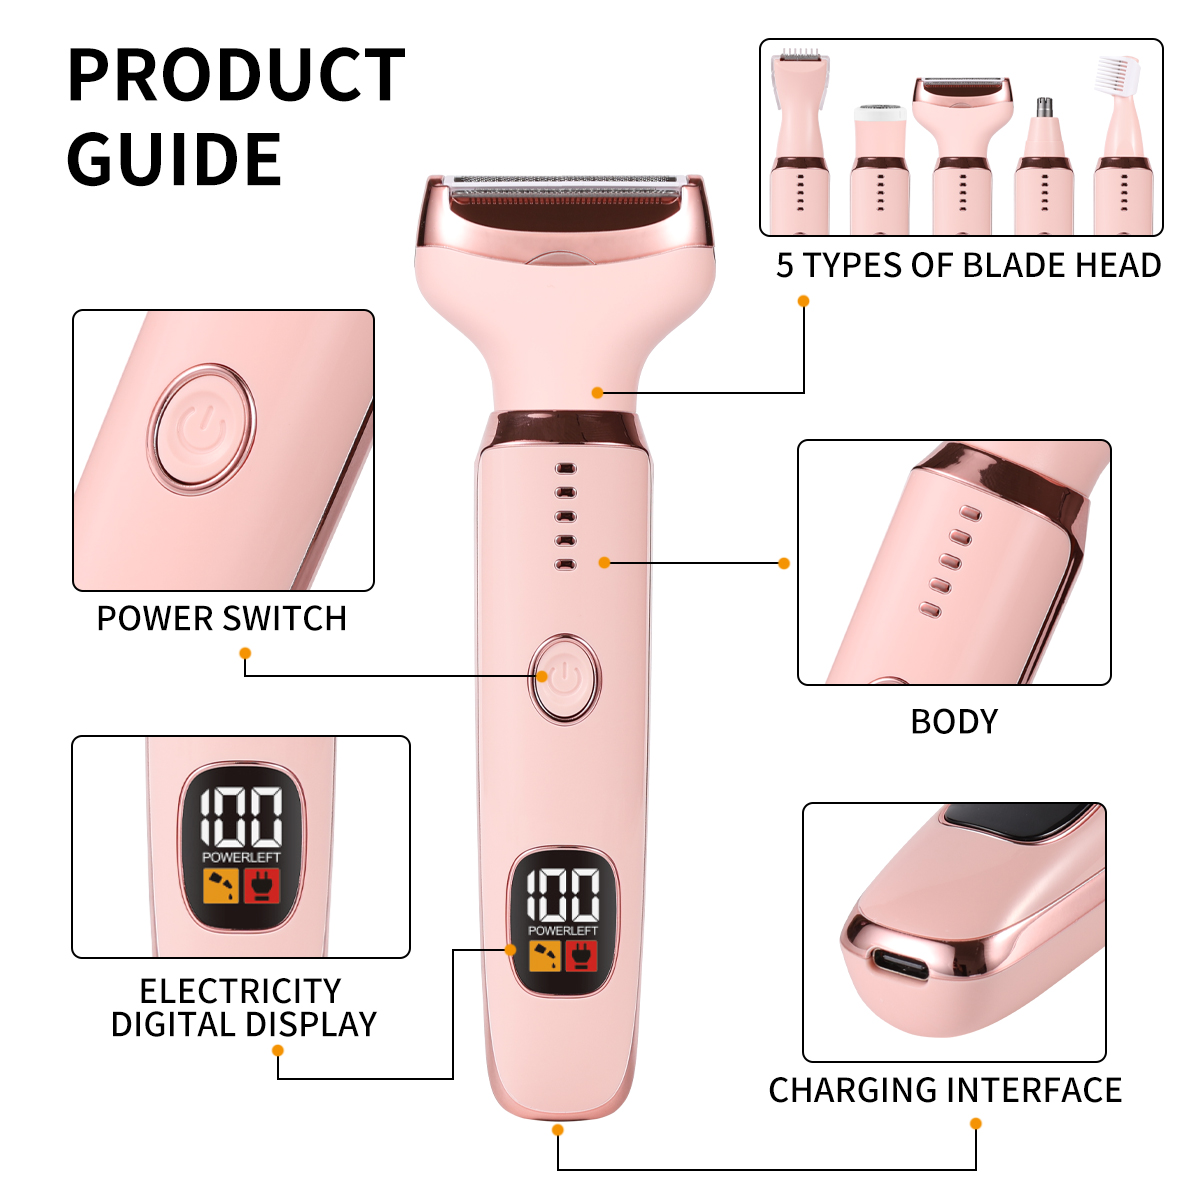 PRODUCT
GUIDE
5 TYPES OF BLADE HEAD
POWER SWITCH
BODY
100
POWERLEFT
100
POWERLEFT
ELECTRICITY
DIGITAL DISPLAY
CHARGING INTERFACE